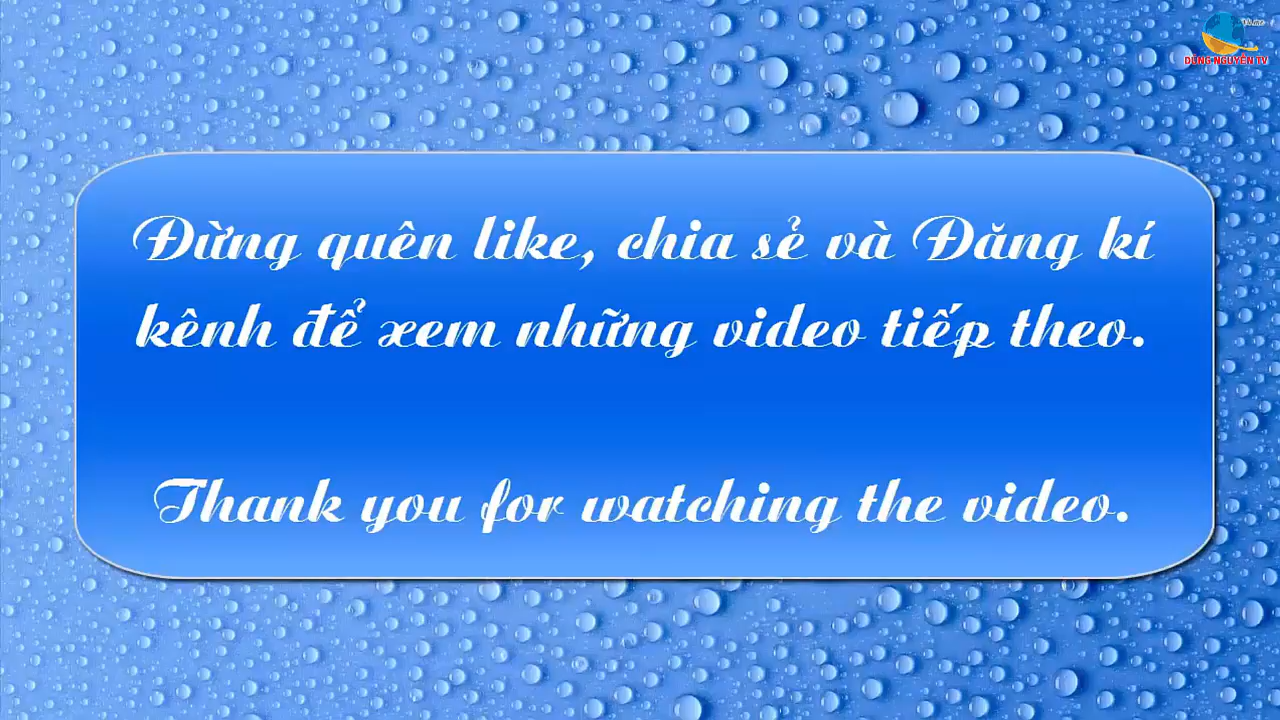 DŨNG NGUYỄN TV
Đừng quên like, chia sẻ và Đăng kí
kênh để xem những video tiếp theo.
Thank you for watching the video.